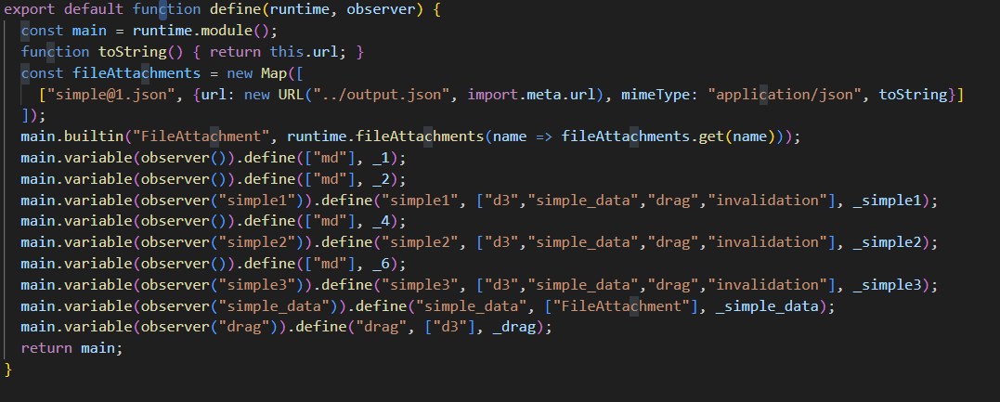 export default function define(runtime, observer) {
  const main = runtime.module();
  function toString() { return this.url; }
  const fileAttachments = new Map([
    ["simple@1.json", {url: new URL("../output.json", import.meta.url), mimeType: "application/json", toString}]
  ]);
  main.builtin("FileAttachment", runtime.fileAttachments(name => fileAttachments.get(name)));
  main.variable(observer()).define(["md"], _1);
  main.variable(observer()).define(["md"], _2);
  main.variable(observer("simple1")).define("simple1", ["d3","simple_data","drag","invalidation"], _simple1);
  main.variable(observer()).define(["md"], _4);
  main.variable(observer("simple2")).define("simple2", ["d3","simple_data","drag","invalidation"], _simple2);
  main.variable(observer()).define(["md"], _6);
  main.variable(observer("simple3")).define("simple3", ["d3","simple_data","drag","invalidation"], _simple3);
  main.variable(observer("simple_data")).define("simple_data", ["FileAttachment"], _simple_data);
  main.variable(observer("drag")).define("drag", ["d3"], _drag);
  return main;
}